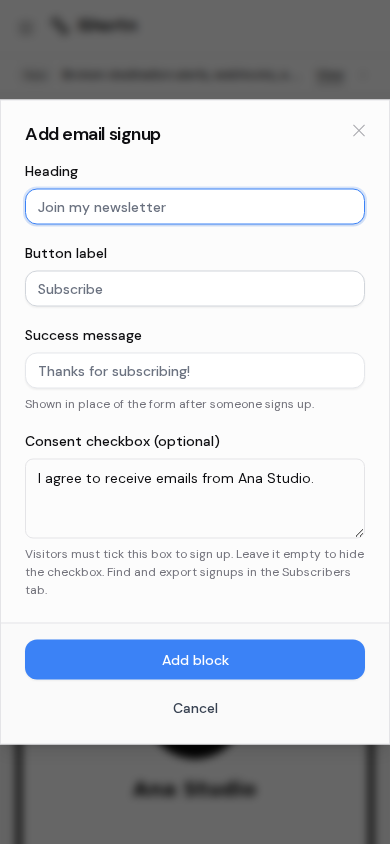 Add email signup
Heading
Join my newsletter
Button label
Subscribe
Success message
Thanks for subscribing!
Shown in place of the form after someone signs up.
Consent checkbox (optional)
I agree to receive emails from Ana Studio.
Visitors must tick this box to sign up. Leave it empty to hide
the checkbox. Find and export signups in the Subscribers
tab.
Add block
Cancel
Ana Studio